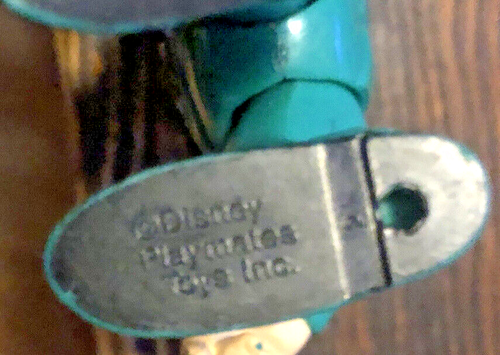 ©Disney
Playmates
Toys Inc.